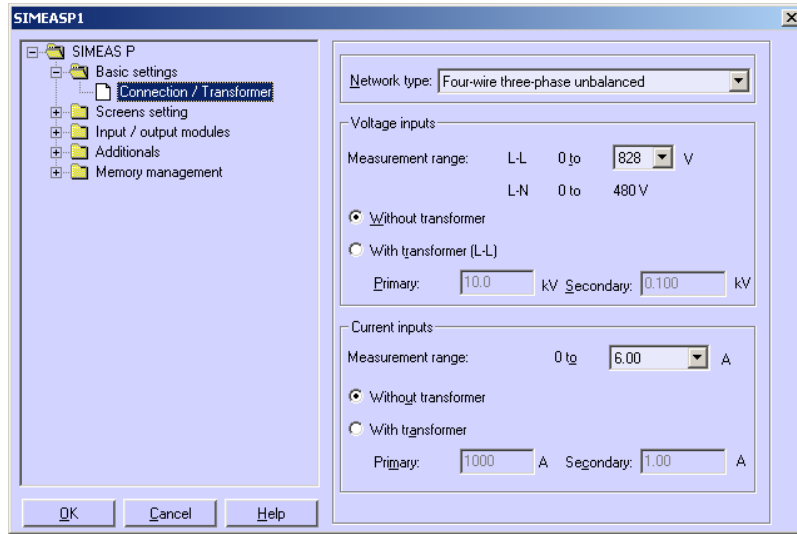 SIMEASP1
SIMEAS P
Basic settings
Connection / Transformer
Screens setting
Input / output modules
Additionals
Memory management
Network type: Four-wire three-phase unbalanced
Voltage inputs
Measurement range: L-L 0 to 828 V
L-N 0 to 480 V
Without transformer
With transformer (L-L)
Primary: 10.0 kV Secondary: 0.100 kV
Current inputs
Measurement range: 0 to 6.00 A
Without transformer
With transformer
Primary: 1000 A Secondary: 1.00 A
OK Cancel Help